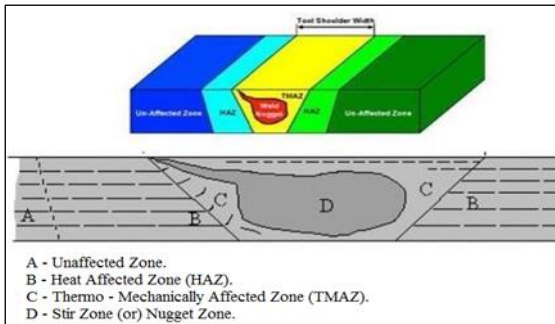 Tool Shoulder Width
TMAZ
Un-Affected Zone
HAZ
Weld
Nugget
HAZ
Un-Affected Zone
A
B
C
D
C
B
A - Unaffected Zone.
B - Heat Affected Zone (HAZ).
C - Thermo - Mechanically Affected Zone (TMAZ).
D - Stir Zone (or) Nugget Zone.